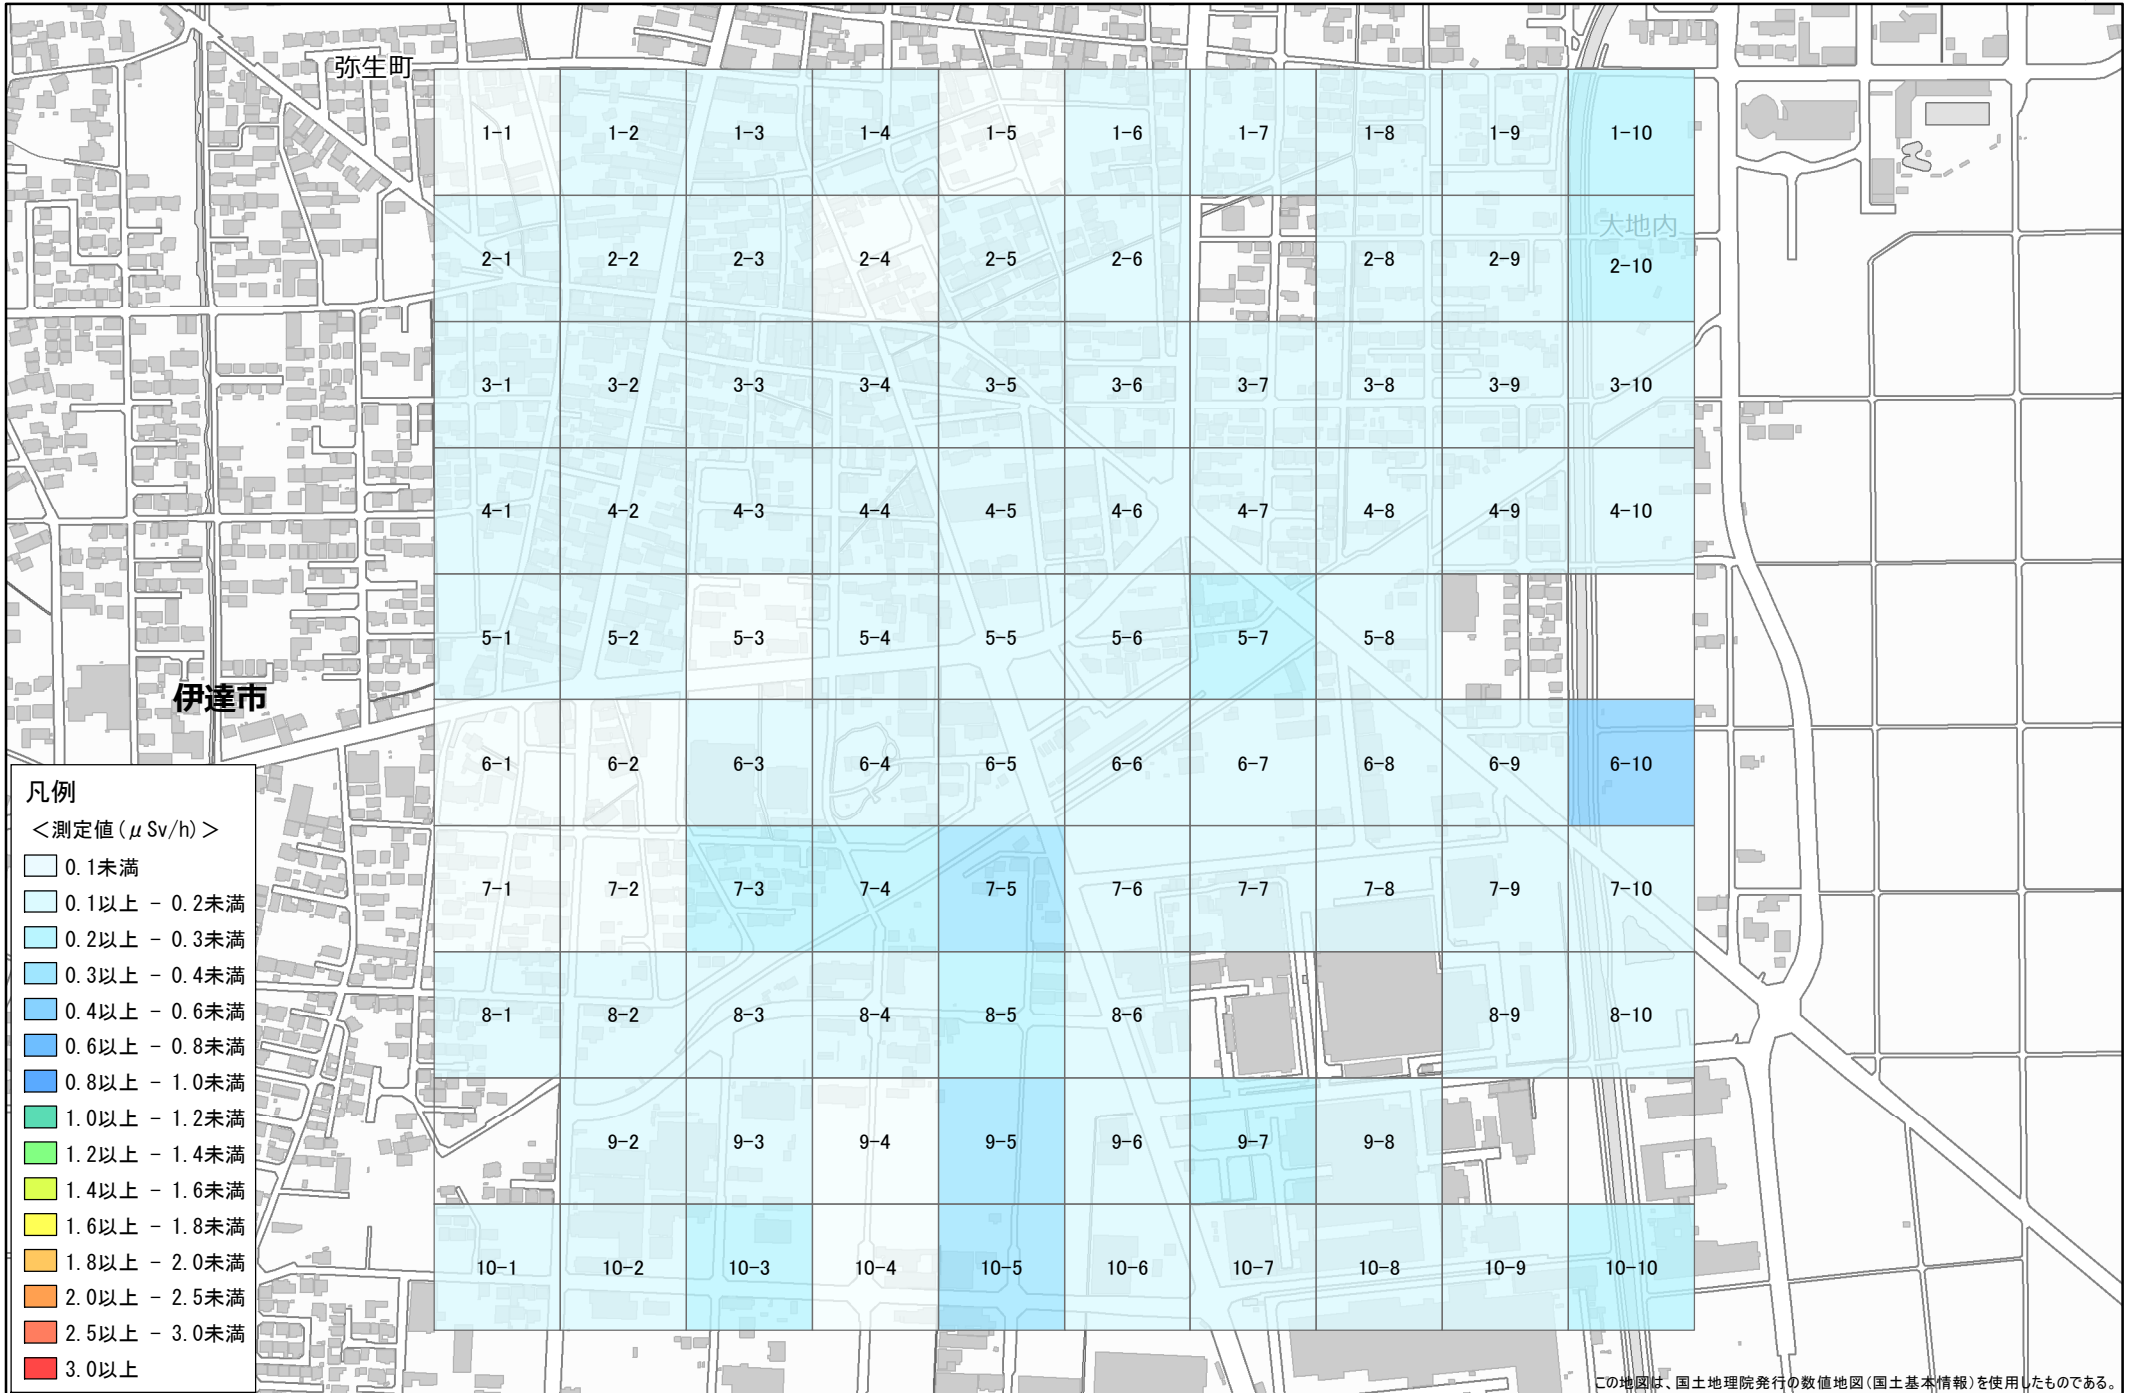 弥生町
1-1 1-2 1-3 1-4 1-5 1-6 1-7 1-8 1-9 1-10
大地内
2-1 2-2 2-3 2-4 2-5 2-6 2-8 2-9 2-10
3-1 3-2 3-3 3-4 3-5 3-6 3-7 3-8 3-9 3-10
4-1 4-2 4-3 4-4 4-5 4-6 4-7 4-8 4-9 4-10
5-1 5-2 5-3 5-4 5-5 5-6 5-7 5-8
伊達市
6-1 6-2 6-3 6-4 6-5 6-6 6-7 6-8 6-9 6-10
7-1 7-2 7-3 7-4 7-5 7-6 7-7 7-8 7-9 7-10
8-1 8-2 8-3 8-4 8-5 8-6 8-9 8-10
9-2 9-3 9-4 9-5 9-6 9-7 9-8
10-1 10-2 10-3 10-4 10-5 10-6 10-7 10-8 10-9 10-10
凡例
＜測定値(μSv/h)＞
0.1未満
0.1以上 - 0.2未満
0.2以上 - 0.3未満
0.3以上 - 0.4未満
0.4以上 - 0.6未満
0.6以上 - 0.8未満
0.8以上 - 1.0未満
1.0以上 - 1.2未満
1.2以上 - 1.4未満
1.4以上 - 1.6未満
1.6以上 - 1.8未満
1.8以上 - 2.0未満
2.0以上 - 2.5未満
2.5以上 - 3.0未満
3.0以上
この地図は、国土地理院発行の数値地図(国土基本情報)を使用したものである。